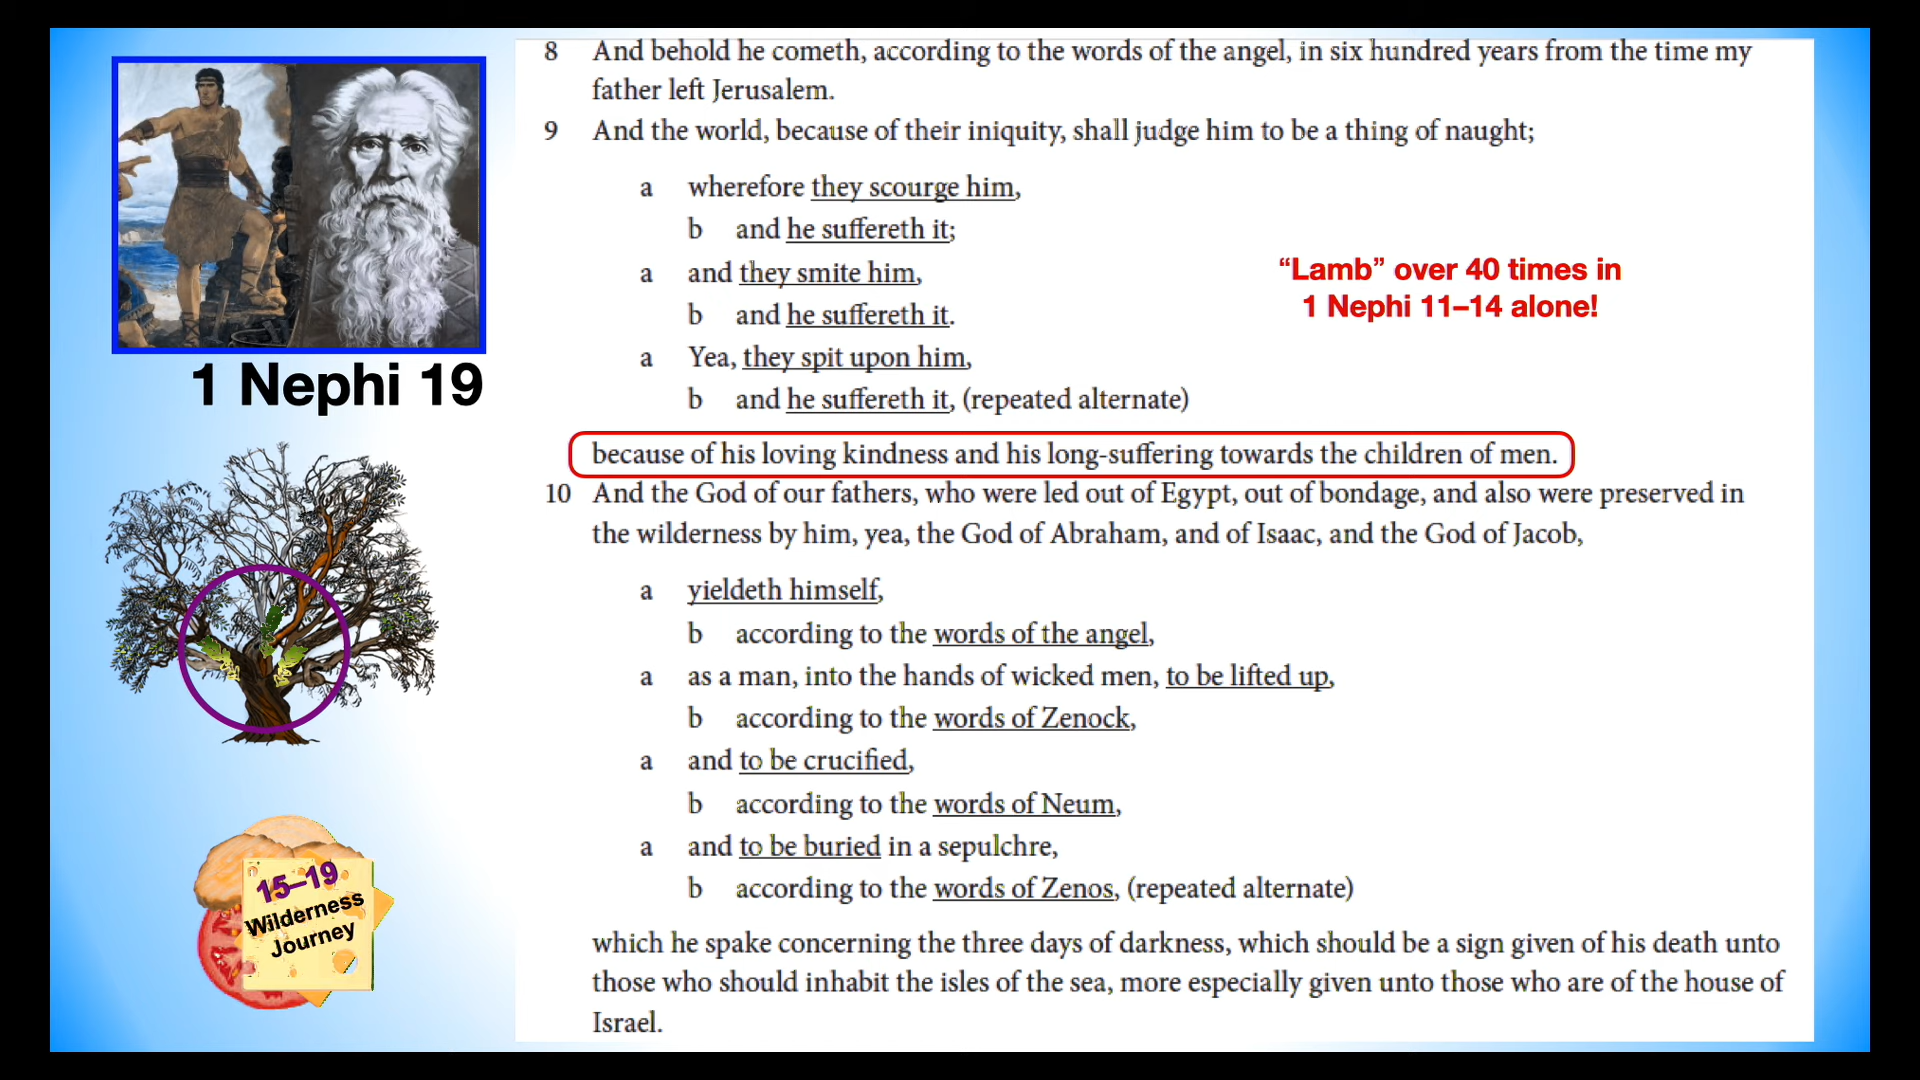 8 And behold he cometh, according to the words of the angel, in six hundred years from the time my
father left Jerusalem.
9 And the world, because of their iniquity, shall judge him to be a thing of naught;
a wherefore they scourge him,
b and he suffereth it;
a and they smite him,
b and he suffereth it.
a Yea, they spit upon him,
b and he suffereth it, (repeated alternate)
because of his loving kindness and his long-suffering towards the children of men.
10 And the God of our fathers, who were led out of Egypt, out of bondage, and also were preserved in
the wilderness by him, yea, the God of Abraham, and of Isaac, and the God of Jacob,
a yieldeth himself,
b according to the words of the angel,
a as a man, into the hands of wicked men, to be lifted up,
b according to the words of Zenock,
a and to be crucified,
b according to the words of Neum,
a and to be buried in a sepulchre,
b according to the words of Zenos, (repeated alternate)
which he spake concerning the three days of darkness, which should be a sign given of his death unto
those who should inhabit the isles of the sea, more especially given unto those who are of the house of
Israel.
“Lamb” over 40 times in
1 Nephi 11–14 alone!
1 Nephi 19
15–19
Wilderness
Journey